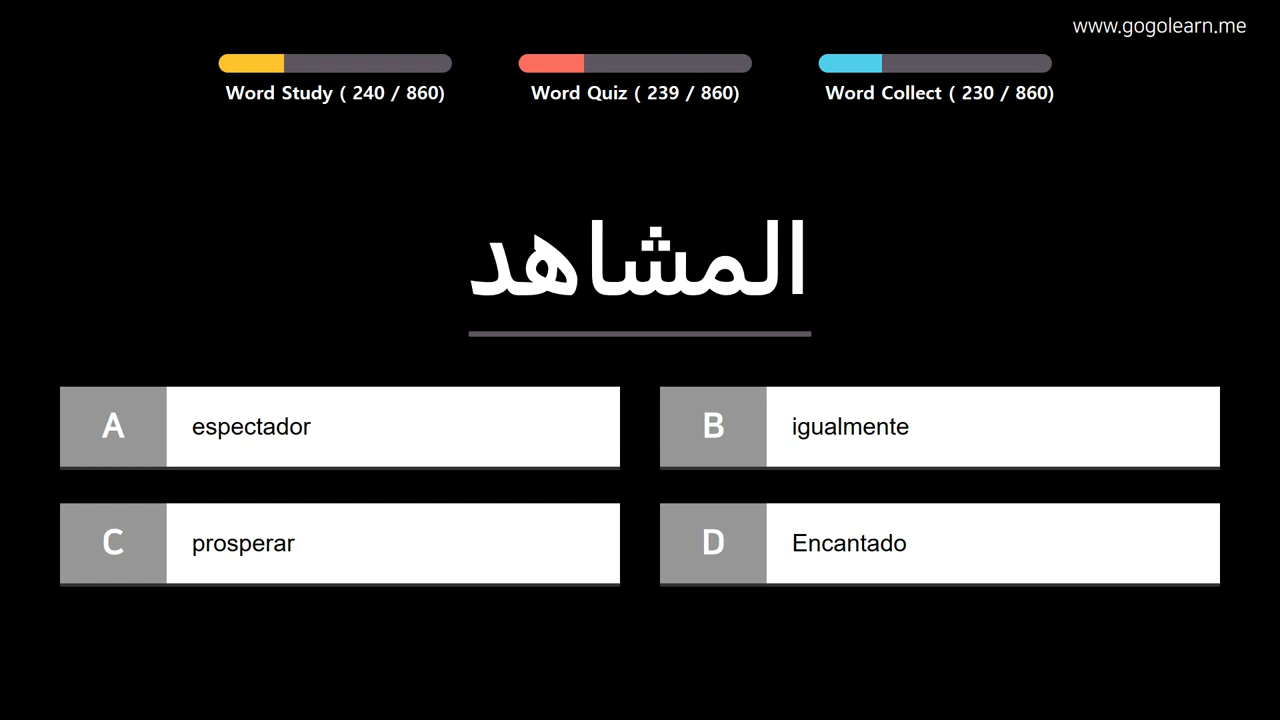 www.gogolearn.me
Word Study ( 240 / 860)
Word Quiz ( 239 / 860)
Word Collect ( 230 / 860)
المشاهد
A espectador
B igualmente
C prosperar
D Encantado